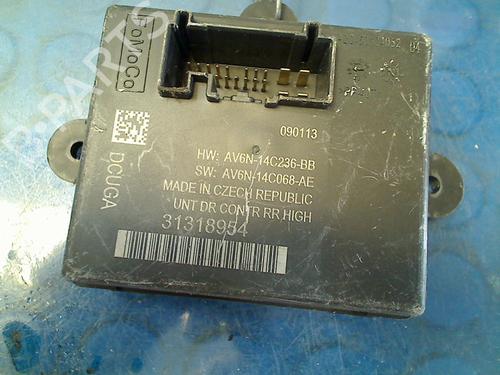 FoMoCo
090113
HW: AV6N-14C236-BB
SW: AV6N-14C068-AE
MADE IN CZECH REPUBLIC
UNT DR CONTR RR HIGH
DCUGA
31318954